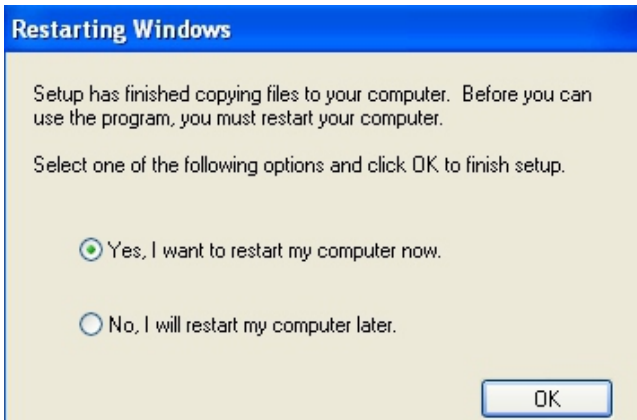 Restarting Windows
Setup has finished copying files to your computer.  Before you can
use the program, you must restart your computer.
Select one of the following options and click OK to finish setup.
Yes, I want to restart my computer now.
No, I will restart my computer later.
OK